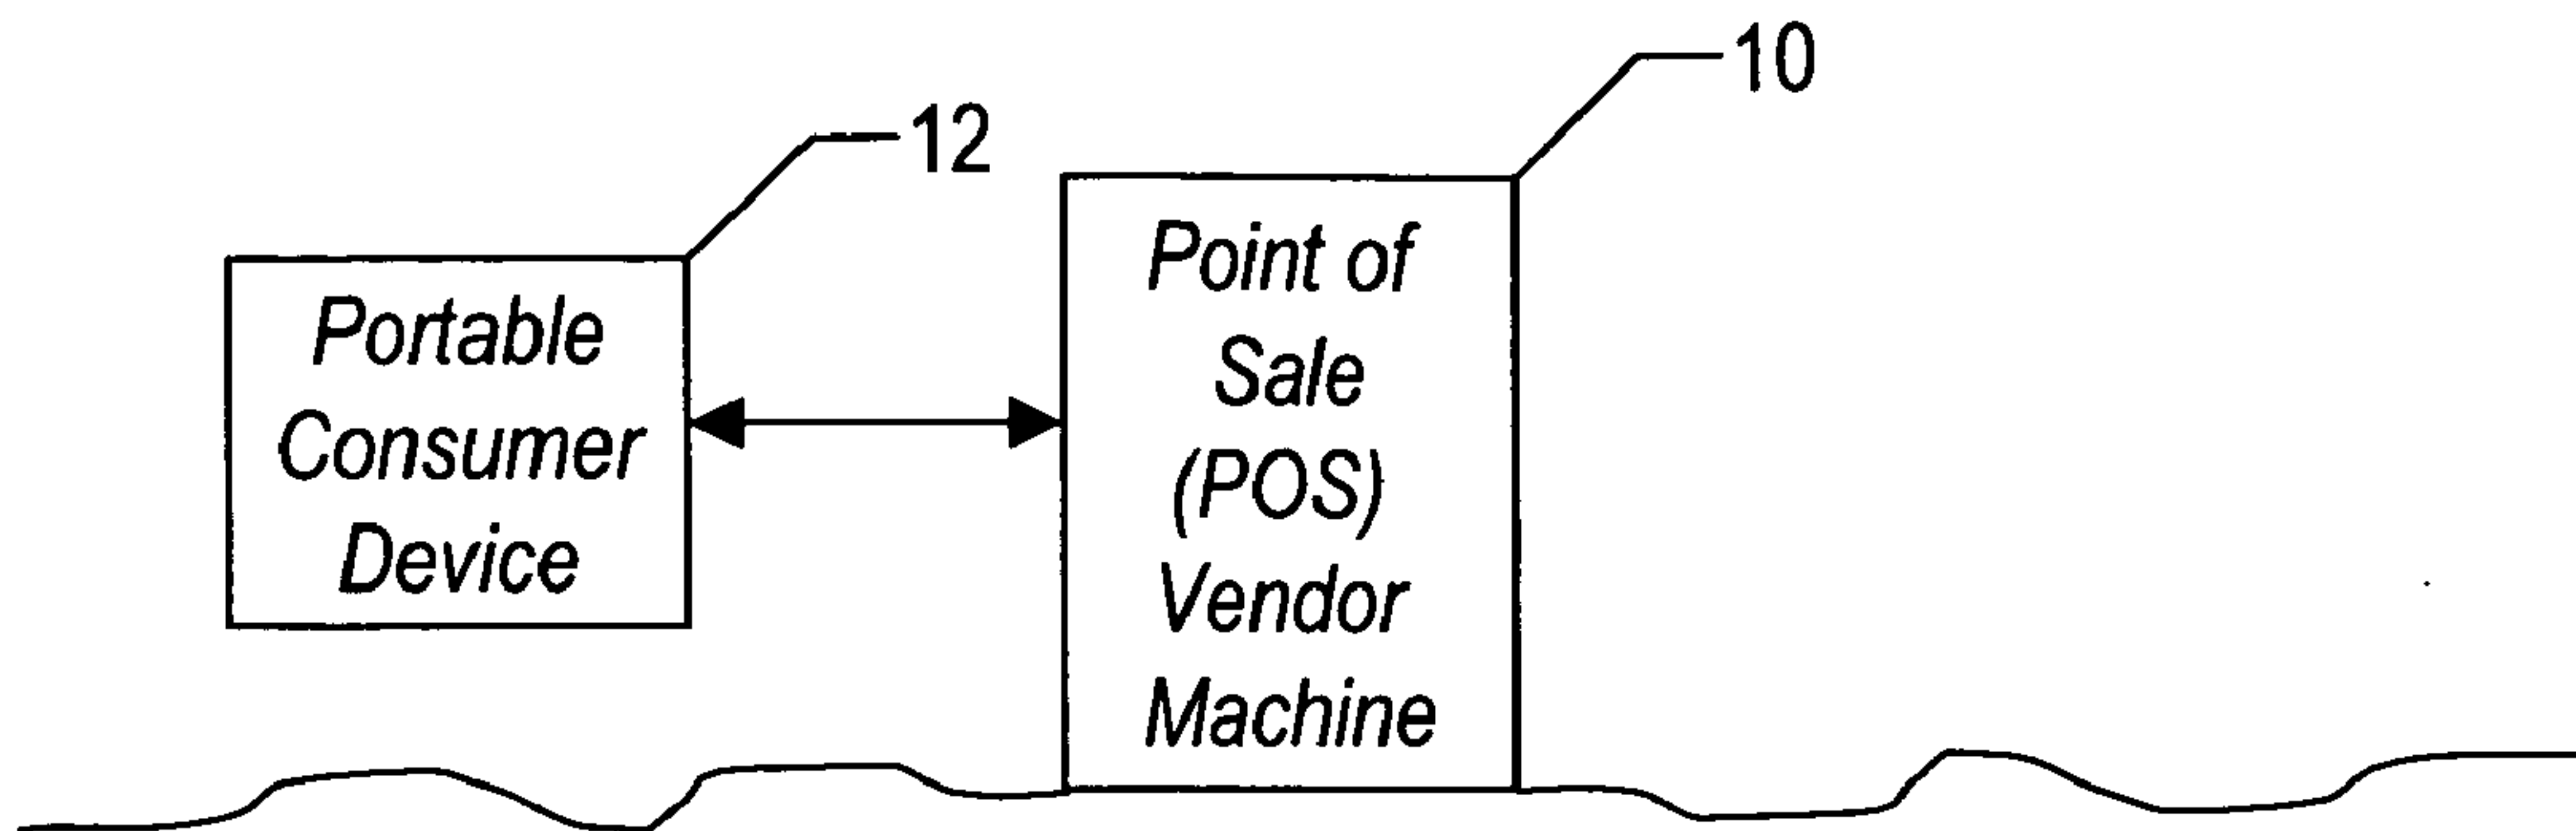 10
12
Portable
Consumer
Device
Point of
Sale
(POS)
Vendor
Machine